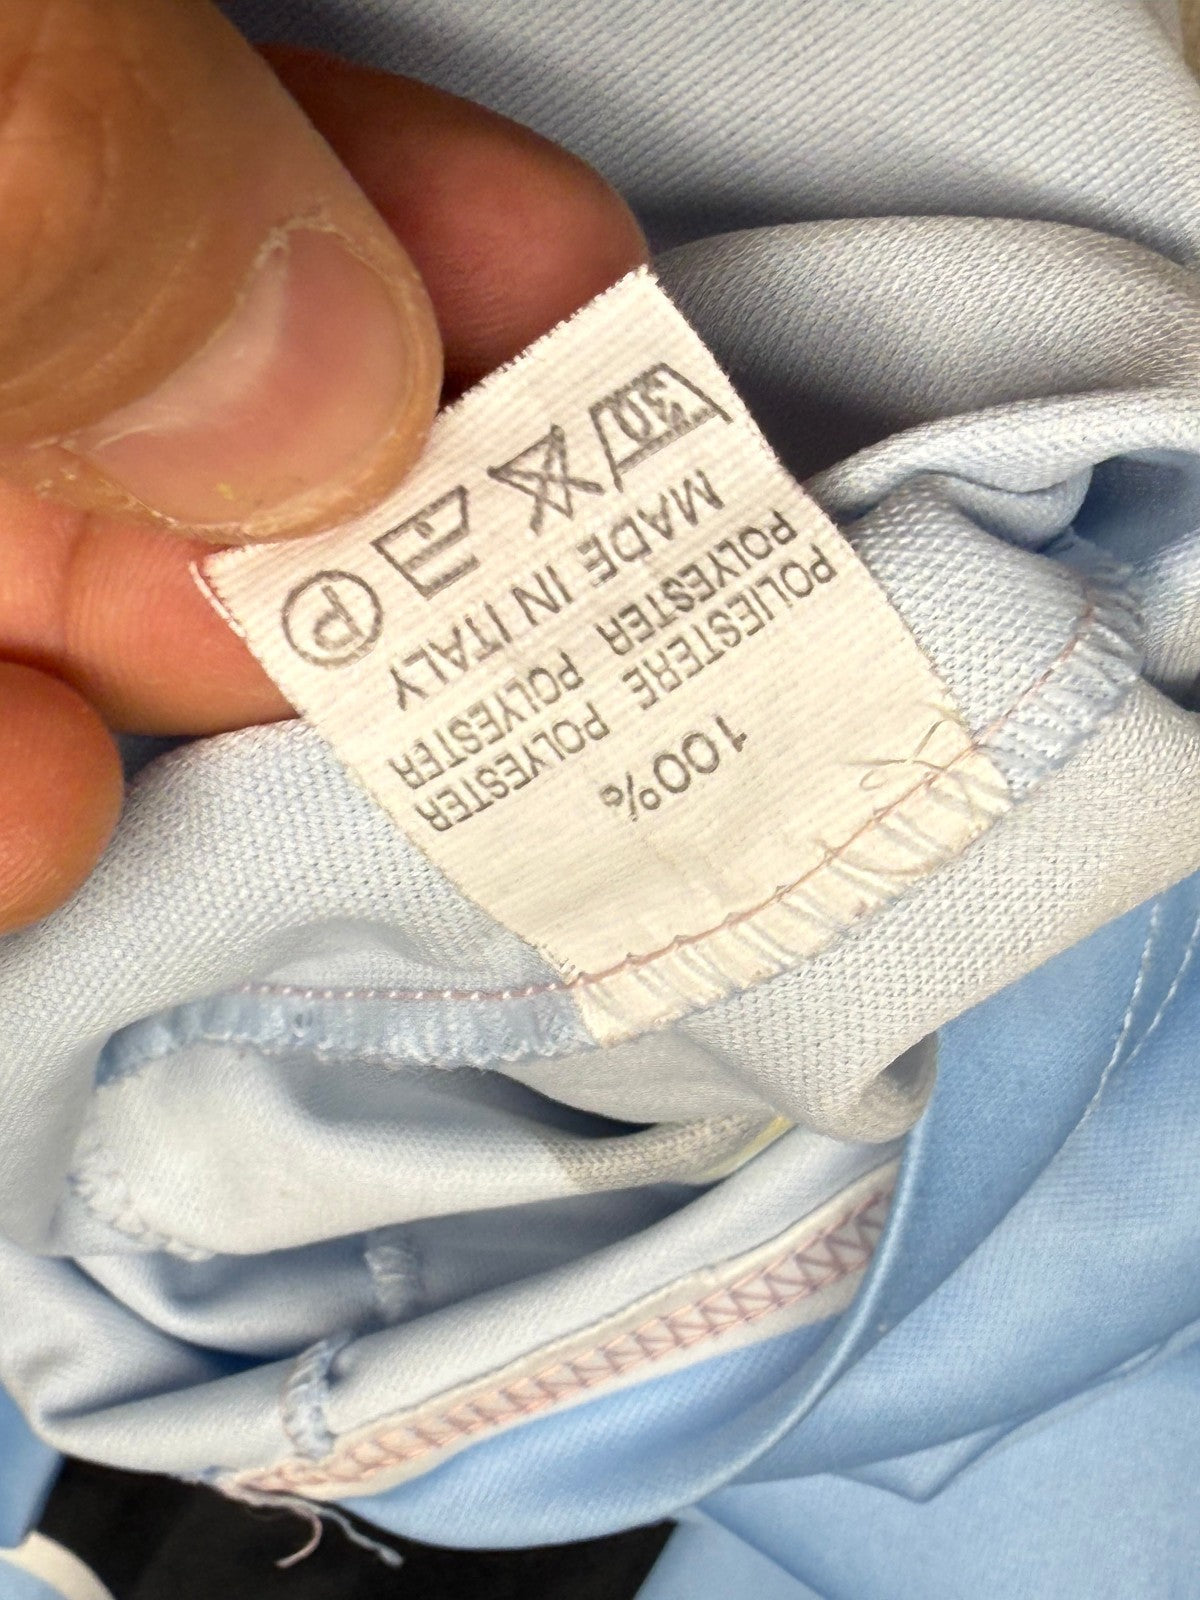 100%
POLIESTERE POLYESTER
POLYESTER POLYESTER
MADE IN ITALY
30
P